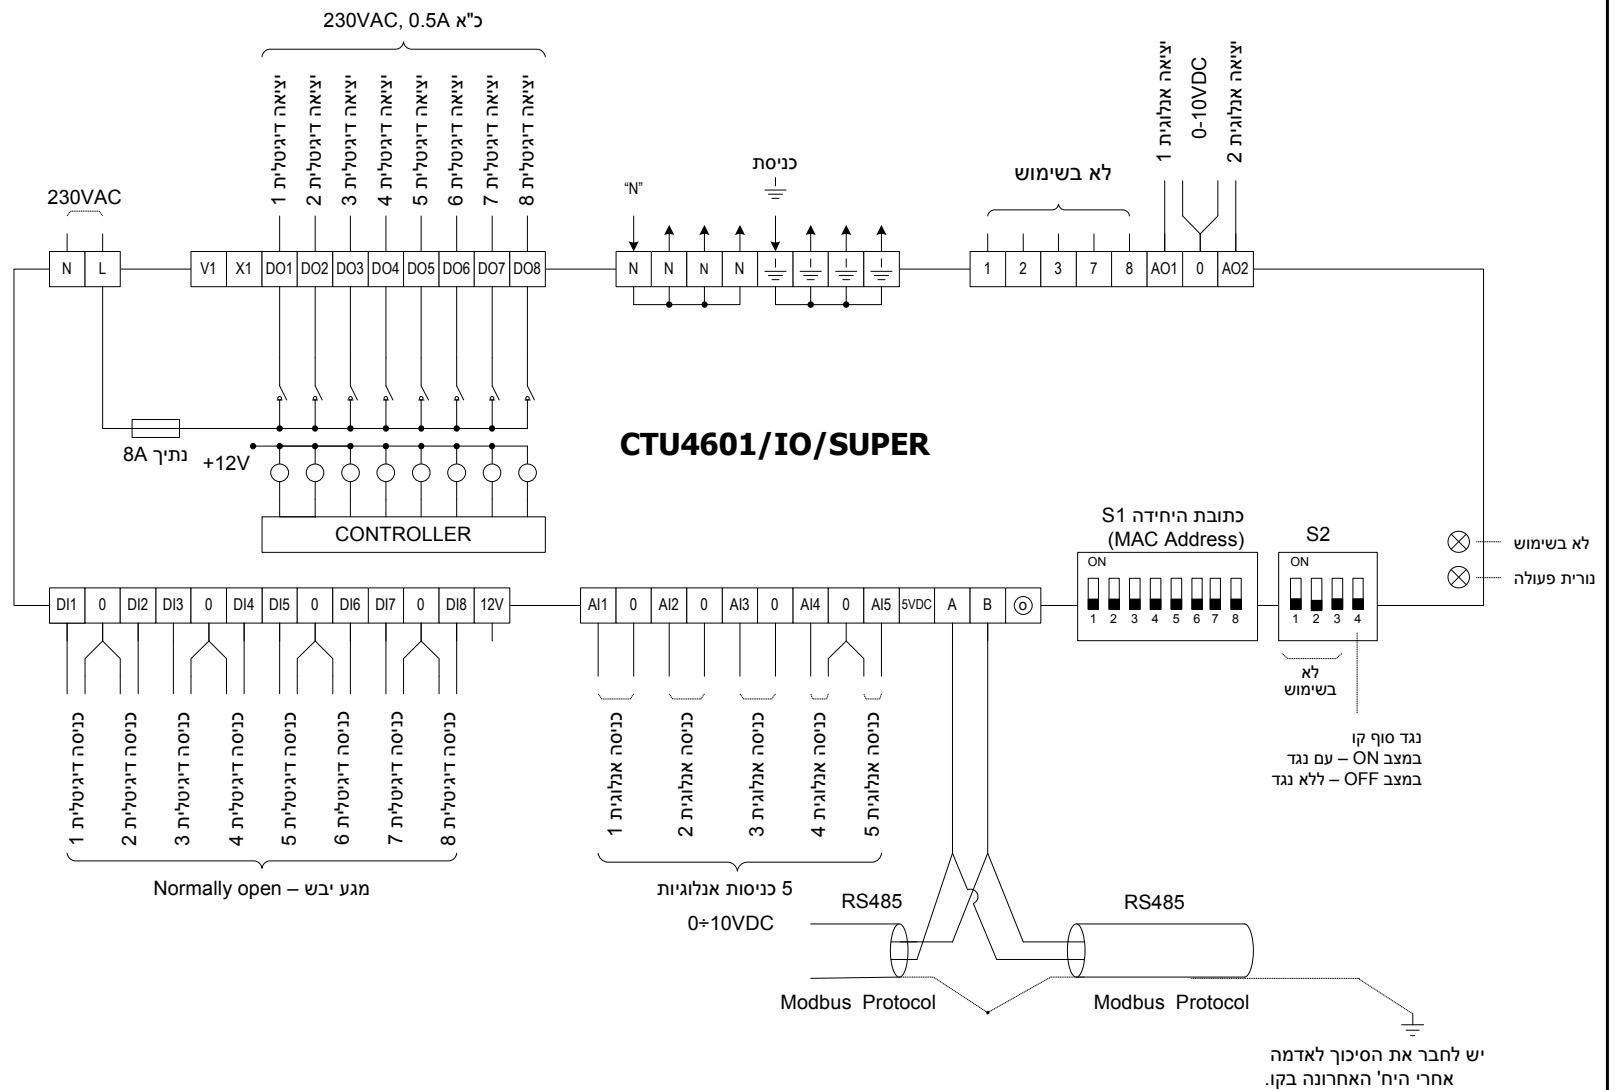 230VAC, 0.5A כ"א
יציאה דיגיטלית 1
יציאה דיגיטלית 2
יציאה דיגיטלית 3
יציאה דיגיטלית 4
יציאה דיגיטלית 5
יציאה דיגיטלית 6
יציאה דיגיטלית 7
יציאה דיגיטלית 8
יציאה אנלוגית 1
0-10VDC
יציאה אנלוגית 2
230VAC
"N"
כניסת
לא בשימוש
N L
V1 X1 DO1 DO2 DO3 DO4 DO5 DO6 DO7 DO8
N N N N
1 2 3 7 8 AO1 0 AO2
נתיך 8A
+12V
CTU4601/IO/SUPER
CONTROLLER
כתובת היחידה S1
(MAC Address)
ON
1 2 3 4 5 6 7 8
S2
ON
1 2 3 4
לא בשימוש
נורית פעולה
DI1 0 DI2 DI3 0 DI4 DI5 0 DI6 DI7 0 DI8 12V
AI1 0 AI2 0 AI3 0 AI4 0 AI5 5VDC A B
לא
בשימוש
נגד סוף קו
במצב ON – עם נגד
במצב OFF – ללא נגד
כניסה דיגיטלית 1
כניסה דיגיטלית 2
כניסה דיגיטלית 3
כניסה דיגיטלית 4
כניסה דיגיטלית 5
כניסה דיגיטלית 6
כניסה דיגיטלית 7
כניסה דיגיטלית 8
מגע יבש – Normally open
כניסה אנלוגית 1
כניסה אנלוגית 2
כניסה אנלוגית 3
כניסה אנלוגית 4
כניסה אנלוגית 5
5 כניסות אנלוגיות
0÷10VDC
RS485
RS485
Modbus Protocol
Modbus Protocol
יש לחבר את הסיכוך לאדמה
אחרי היח' האחרונה בקו.